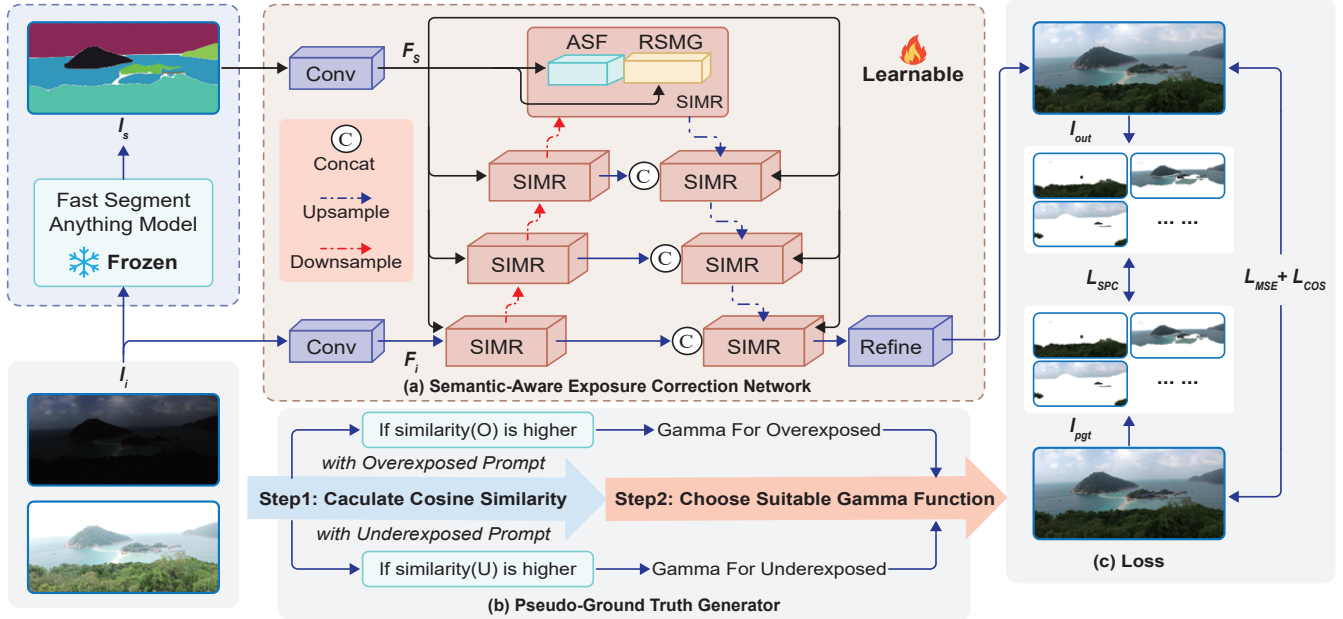 I_s
Fast Segment
Anything Model
Frozen
I_i
Conv
F_S
ASF
RSMG
SIMR
Learnable
C
Concat
Upsample
Downsample
SIMR
C
SIMR
SIMR
C
SIMR
Conv
F_i
SIMR
C
SIMR
Refine
(a) Semantic-Aware Exposure Correction Network
If similarity(O) is higher
Gamma For Overexposed
with Overexposed Prompt
Step1: Caculate Cosine Similarity
Step2: Choose Suitable Gamma Function
with Underexposed Prompt
If similarity(U) is higher
Gamma For Underexposed
(b) Pseudo-Ground Truth Generator
I_out
... ...
L_SPC
L_MSE + L_COS
... ...
I_pgt
(c) Loss